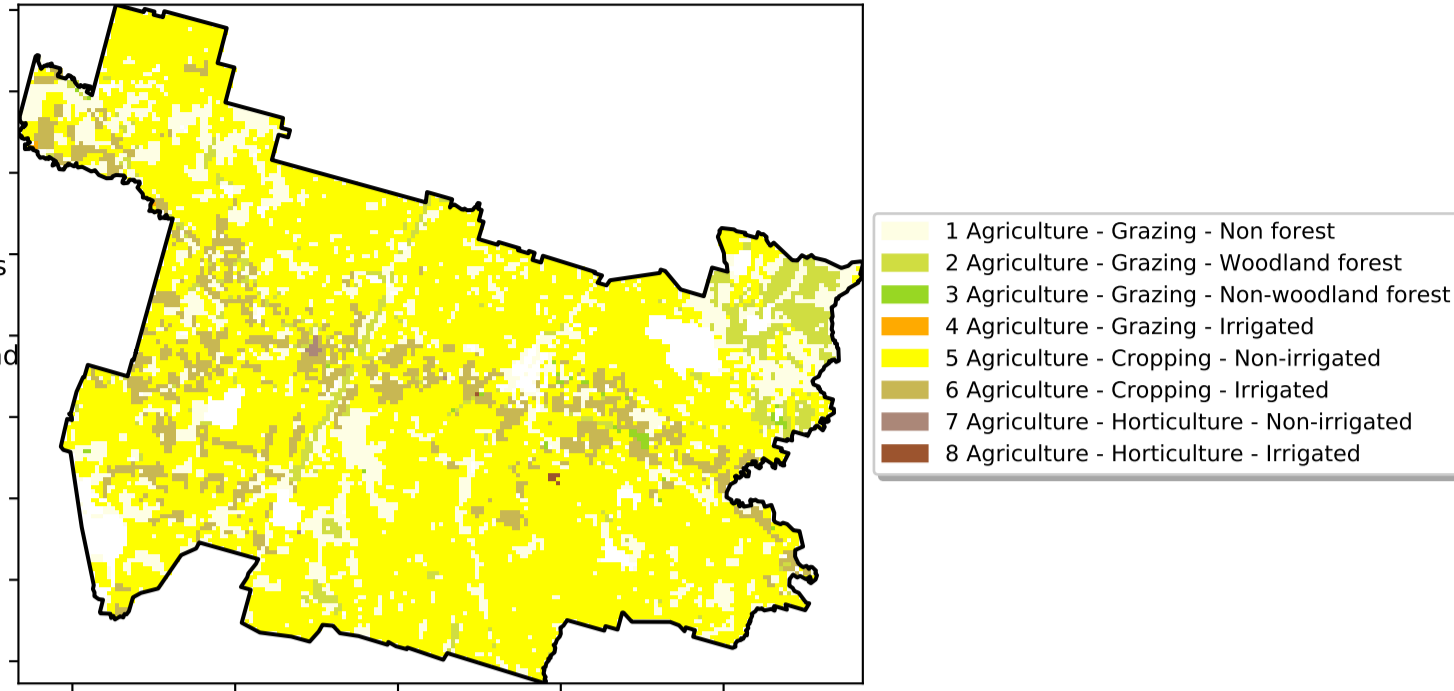 1 Agriculture - Grazing - Non forest
2 Agriculture - Grazing - Woodland forest
3 Agriculture - Grazing - Non-woodland forest
4 Agriculture - Grazing - Irrigated
5 Agriculture - Cropping - Non-irrigated
6 Agriculture - Cropping - Irrigated
7 Agriculture - Horticulture - Non-irrigated
8 Agriculture - Horticulture - Irrigated